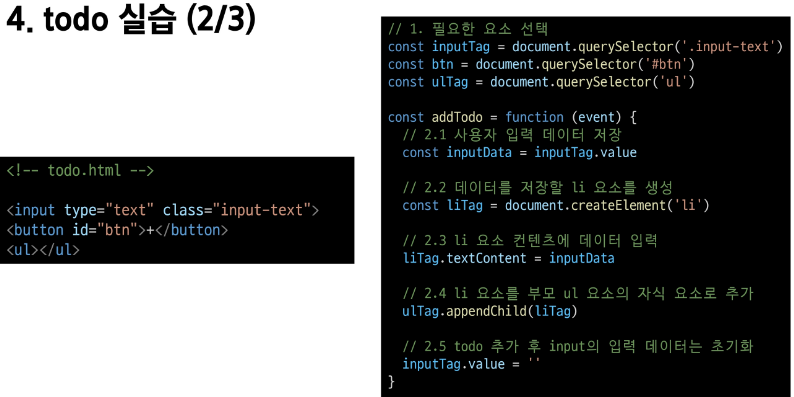 4. todo 실습 (2/3)
<!-- todo.html -->
<input type="text" class="input-text">
<button id="btn">+</button>
<ul></ul>
// 1. 필요한 요소 선택
const inputTag = document.querySelector('.input-text')
const btn = document.querySelector('#btn')
const ulTag = document.querySelector('ul')
const addTodo = function (event) {
// 2.1 사용자 입력 데이터 저장
const inputData = inputTag.value
// 2.2 데이터를 저장할 li 요소를 생성
const liTag = document.createElement('li')
// 2.3 li 요소 컨텐츠에 데이터 입력
liTag.textContent = inputData
// 2.4 li 요소를 부모 ul 요소의 자식 요소로 추가
ulTag.appendChild(liTag)
// 2.5 todo 추가 후 input의 입력 데이터는 초기화
inputTag.value = ''
}